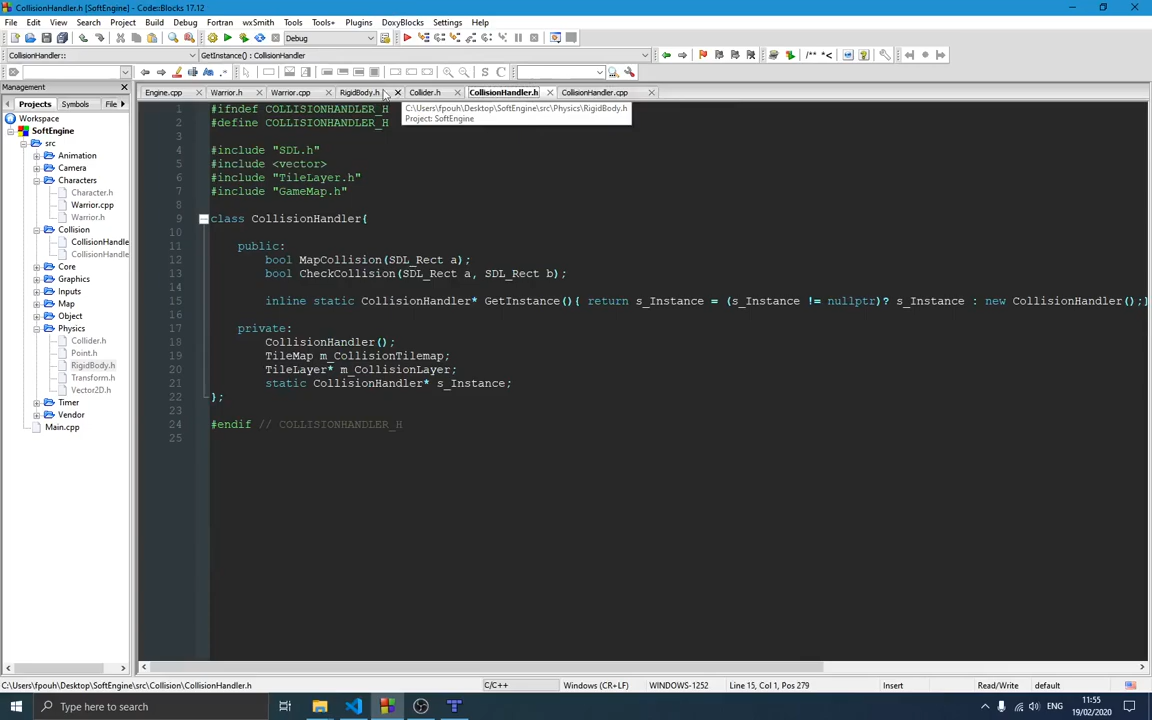 CollisionHandler.h [SoftEngine] - Code::Blocks 17.12
File Edit View Search Project Build Debug Fortran wxSmith Tools Tools+ Plugins DoxyBlocks Settings Help
Debug
CollisionHandler:: GetInstance() : CollisionHandler
Management
Engine.cpp Warrior.h Warrior.cpp RigidBody.h Collider.h CollisionHandler.h CollisionHandler.cpp
Projects Symbols File
C:\Users\fpouh\Desktop\SoftEngine\src\Physics\RigidBody.h
Project: SoftEngine
Workspace
SoftEngine
src
Animation
Camera
Characters
Character.h
Warrior.cpp
Warrior.h
Collision
CollisionHandle
CollisionHandle
Core
Graphics
Inputs
Map
Object
Physics
Collider.h
Point.h
RigidBody.h
Transform.h
Vector2D.h
Timer
Vendor
Main.cpp
1 #ifndef COLLISIONHANDLER_H
2 #define COLLISIONHANDLER_H
3
4 #include "SDL.h"
5 #include <vector>
6 #include "TileLayer.h"
7 #include "GameMap.h"
8
9 class CollisionHandler{
10
11 public:
12 bool MapCollision(SDL_Rect a);
13 bool CheckCollision(SDL_Rect a, SDL_Rect b);
14
15 inline static CollisionHandler* GetInstance(){ return s_Instance = (s_Instance != nullptr)? s_Instance : new CollisionHandler();}
16
17 private:
18 CollisionHandler();
19 TileMap m_CollisionTilemap;
20 TileLayer* m_CollisionLayer;
21 static CollisionHandler* s_Instance;
22 };
23
24 #endif // COLLISIONHANDLER_H
25
C:\Users\fpouh\Desktop\SoftEngine\src\Collision\CollisionHandler.h C/C++ Windows (CR+LF) WINDOWS-1252 Line 15, Col 1, Pos 279 Insert Read/Write default
Type here to search
ENG
11:55
19/02/2020